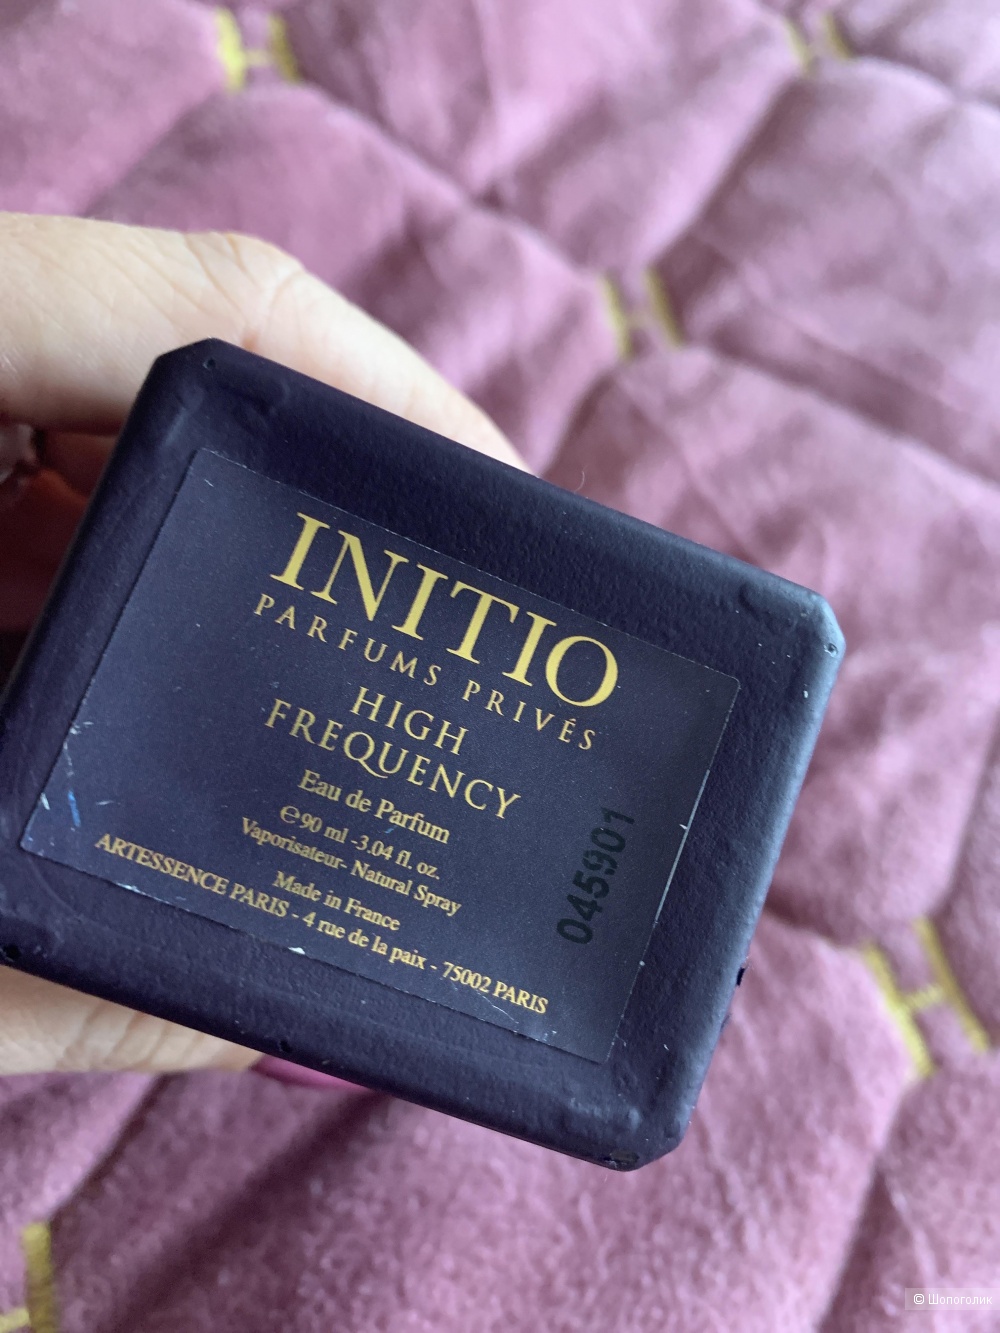 INITIO
PARFUMS PRIVÉS
HIGH
FREQUENCY
Eau de Parfum
℮90 ml -3.04 fl. oz.
Vaporisateur- Natural Spray
Made in France
ARTESSENCE PARIS - 4 rue de la paix - 75002 PARIS
045901
© Шопоголик